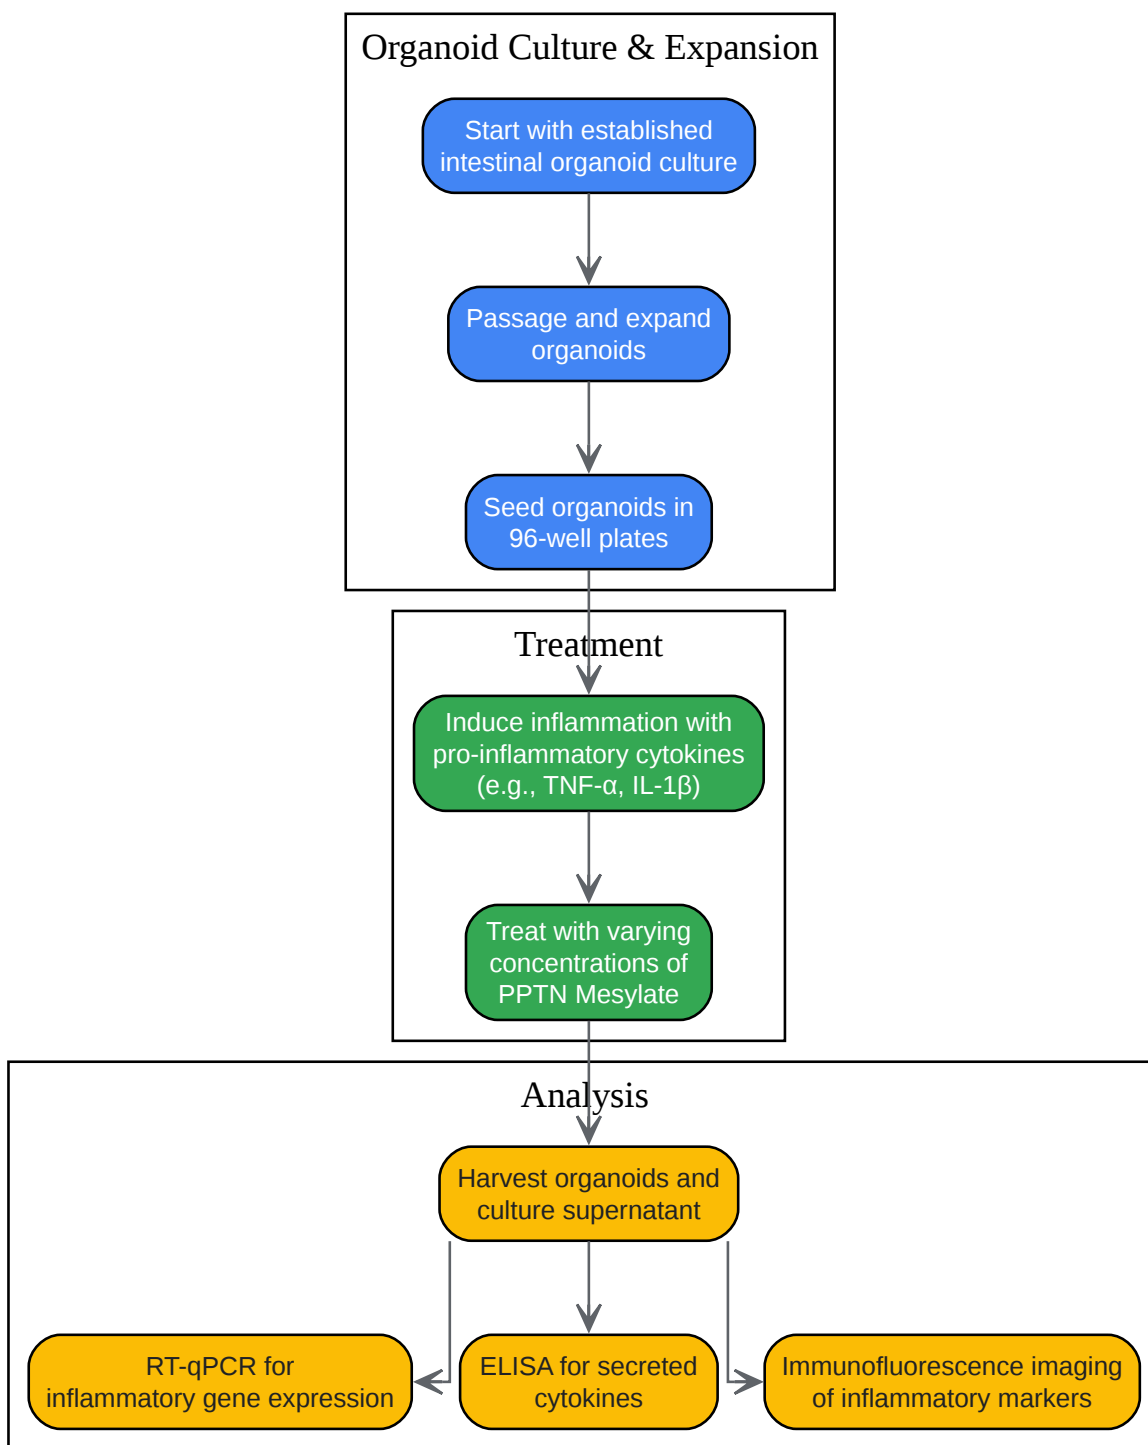 Organoid Culture & Expansion
Start with established
intestinal organoid culture
Passage and expand
organoids
Seed organoids in
96-well plates
Treatment
Induce inflammation with
pro-inflammatory cytokines
(e.g., TNF-α, IL-1β)
Treat with varying
concentrations of
PPTN Mesylate
Analysis
Harvest organoids and
culture supernatant
RT-qPCR for
inflammatory gene expression
ELISA for secreted
cytokines
Immunofluorescence imaging
of inflammatory markers